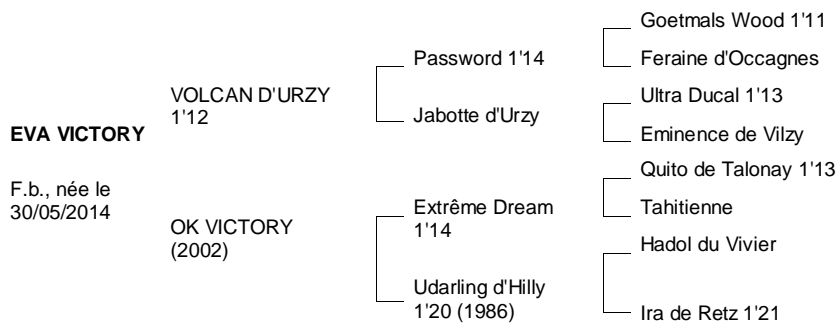 EVA VICTORY
F.b., née le
30/05/2014
VOLCAN D'URZY
1'12
OK VICTORY
(2002)
Password 1'14
Jabotte d'Urzy
Extrême Dream
1'14
Udarling d'Hilly
1'20 (1986)
Goetmals Wood 1'11
Feraine d'Occagnes
Ultra Ducal 1'13
Eminence de Vilzy
Quito de Talonay 1'13
Tahitienne
Hadol du Vivier
Ira de Retz 1'21